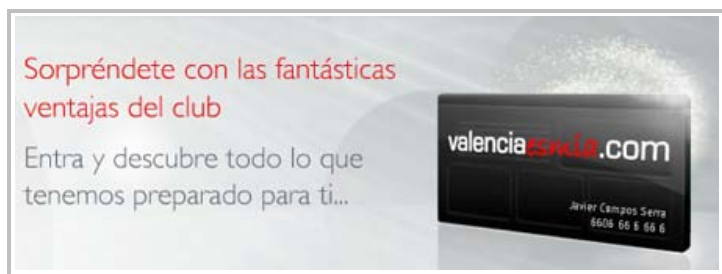 Sorpréndete con las fantásticas
ventajas del club
Entra y descubre todo lo que
tenemos preparado para ti...
valenciaesmia.com
Javier Campos Serra
6606 66 6 66 6